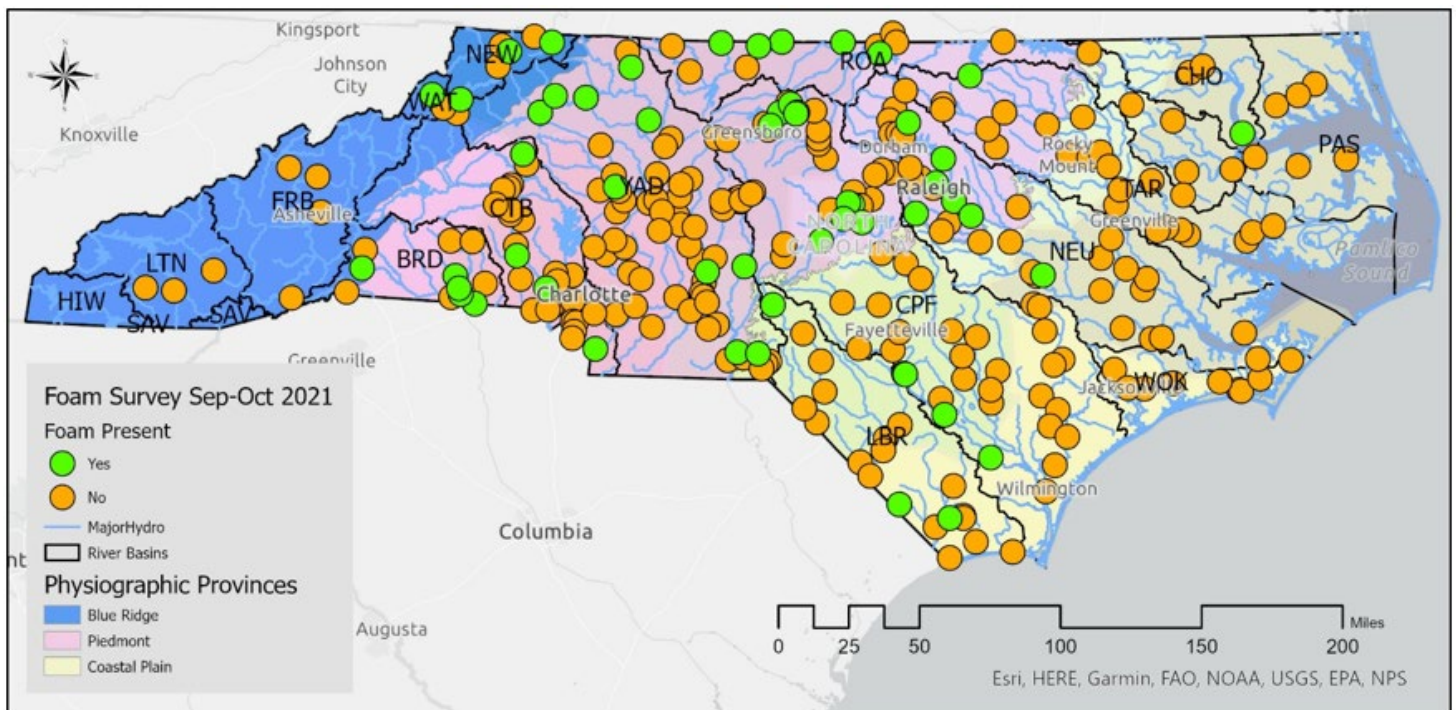 Kingsport
Johnson
City
Knoxville
NEW
WAT
ROA
CHO
PAS
Greensboro
Durham
Rocky
Mount
FRB
Asheville
YAD
CTB
Raleigh
TAR
Greenville
NORTH
CAROLINA
NEU
Pamlico
Sound
LTN
HIW
SAV
SAV
BRD
Charlotte
CPF
Fayetteville
WOK
LBR
Wilmington
Greenville
Columbia
Augusta
Foam Survey Sep-Oct 2021
Foam Present
Yes
No
MajorHydro
River Basins
Physiographic Provinces
Blue Ridge
Piedmont
Coastal Plain
Miles
0 25 50 100 150 200
Esri, HERE, Garmin, FAO, NOAA, USGS, EPA, NPS